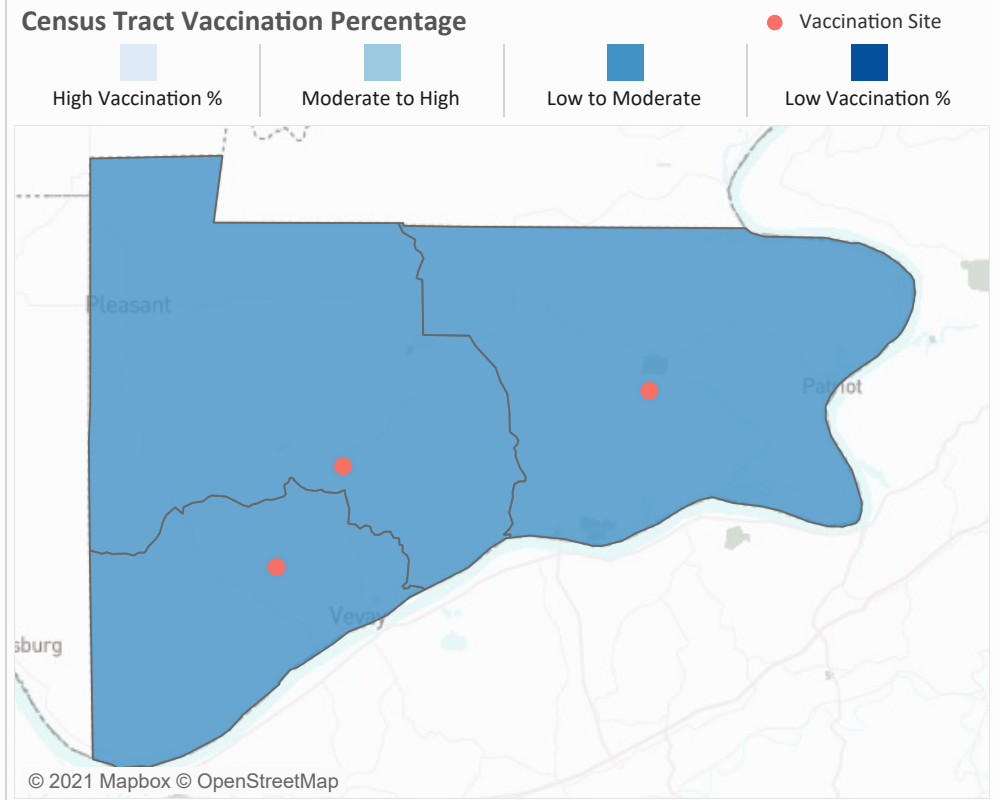 Census Tract Vaccination Percentage
Vaccination Site
High Vaccination %
Moderate to High
Low to Moderate
Low Vaccination %
Pleasant
Patriot
Vevay
sburg
© 2021 Mapbox © OpenStreetMap